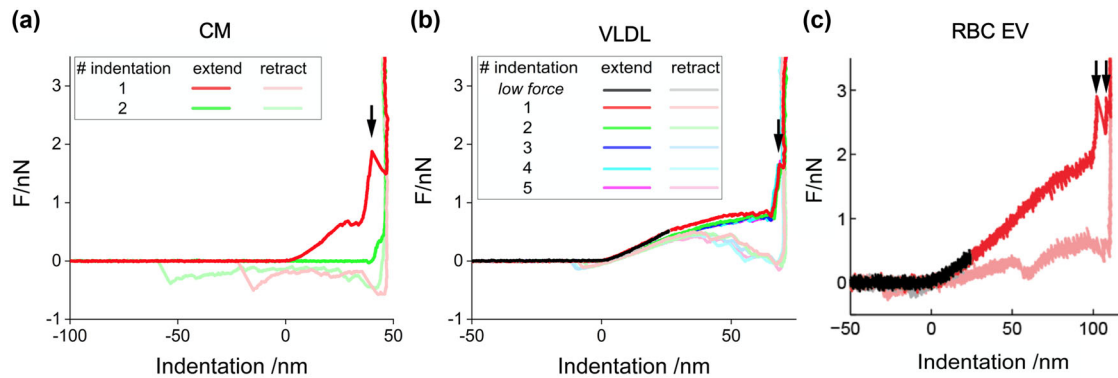 (a)
CM
# indentation extend retract
1
2
F/nN
3
2
1
0
-1
-100 -50 0 50
Indentation /nm
(b)
VLDL
# indentation extend retract
low force
1
2
3
4
5
F/nN
3
2
1
0
-1
-50 0 50
Indentation /nm
(c)
RBC EV
F/nN
3
2
1
0
-50 0 50 100
Indentation /nm